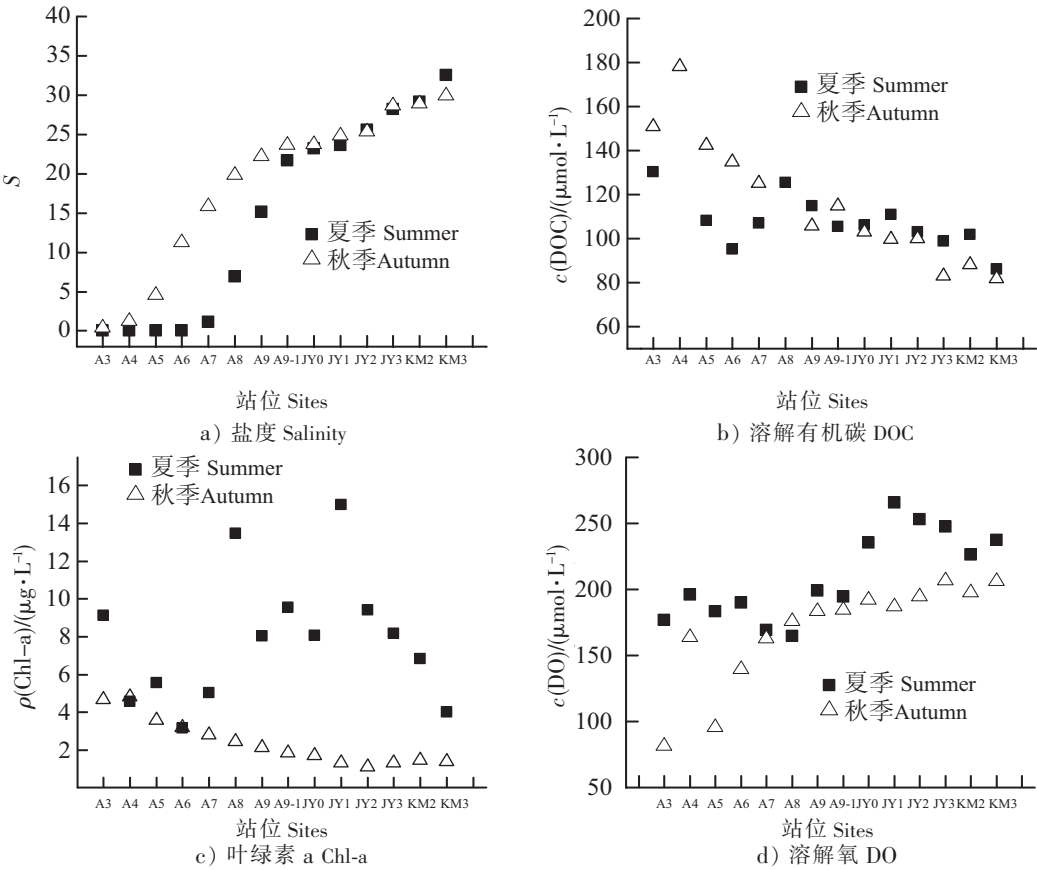 40
35
30
25
20
15
10
5
0
S
夏季 Summer
秋季Autumn
A3 A4 A5 A6 A7 A8 A9 A9-1 JY0 JY1 JY2 JY3 KM2 KM3
站位 Sites
a) 盐度 Salinity
200
180
160
140
120
100
80
60
c(DOC)/(μmol·L⁻¹)
夏季 Summer
秋季Autumn
A3 A4 A5 A6 A7 A8 A9 A9-1 JY0 JY1 JY2 JY3 KM2 KM3
站位 Sites
b) 溶解有机碳 DOC
16
14
12
10
8
6
4
2
ρ(Chl-a)/(μg·L⁻¹)
夏季 Summer
秋季Autumn
A3 A4 A5 A6 A7 A8 A9 A9-1 JY0 JY1 JY2 JY3 KM2 KM3
站位 Sites
c) 叶绿素 a Chl-a
300
250
200
150
100
50
c(DO)/(μmol·L⁻¹)
夏季 Summer
秋季Autumn
A3 A4 A5 A6 A7 A8 A9 A9-1 JY0 JY1 JY2 JY3 KM2 KM3
站位 Sites
d) 溶解氧 DO